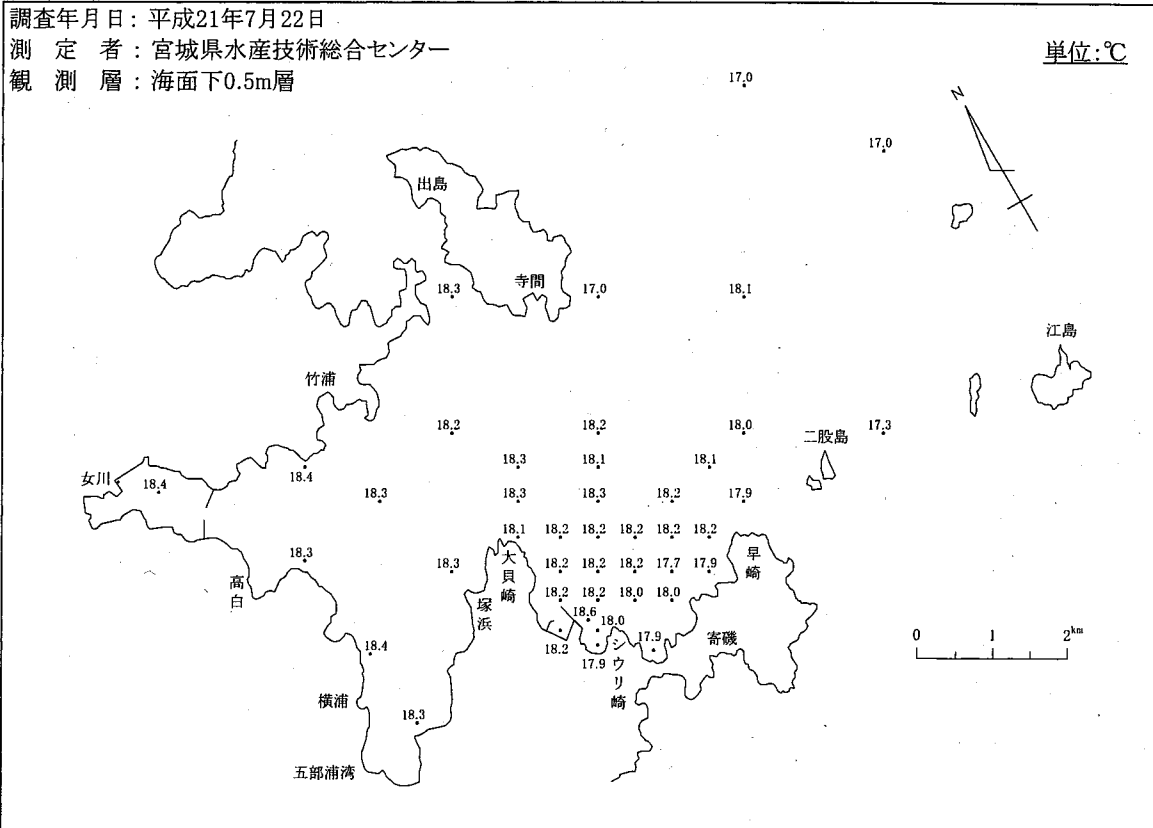 調査年月日：平成21年7月22日
測　定　者：宮城県水産技術総合センター
観　測　層：海面下0.5m層
単位：℃
17.0
N
17.0
出島
寺間
18.3
17.0
18.1
江島
竹浦
18.2
18.2
18.0
二股島
17.3
18.3
18.1
18.1
女川
18.4
18.4
18.3
18.3
18.3
18.2
17.9
18.1
18.2
18.2
18.2
18.2
18.2
18.3
高白
18.3
塚浜
大貝崎
18.2
18.2
18.2
17.7
17.9
早崎
18.2
18.2
18.0
18.0
18.6
18.0
18.2
17.9
シウリ崎
17.9
寄磯
0 1 2km
18.4
横浦
18.3
五部浦湾